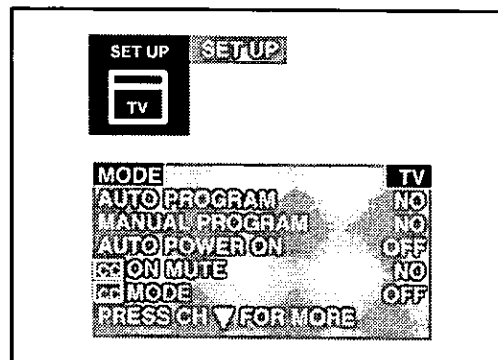 SET UP SET UP
TV
MODE TV
AUTO PROGRAM NO
MANUAL PROGRAM NO
AUTO POWER ON OFF
CC ON MUTE NO
CC MODE OFF
PRESS CH ▼ FOR MORE